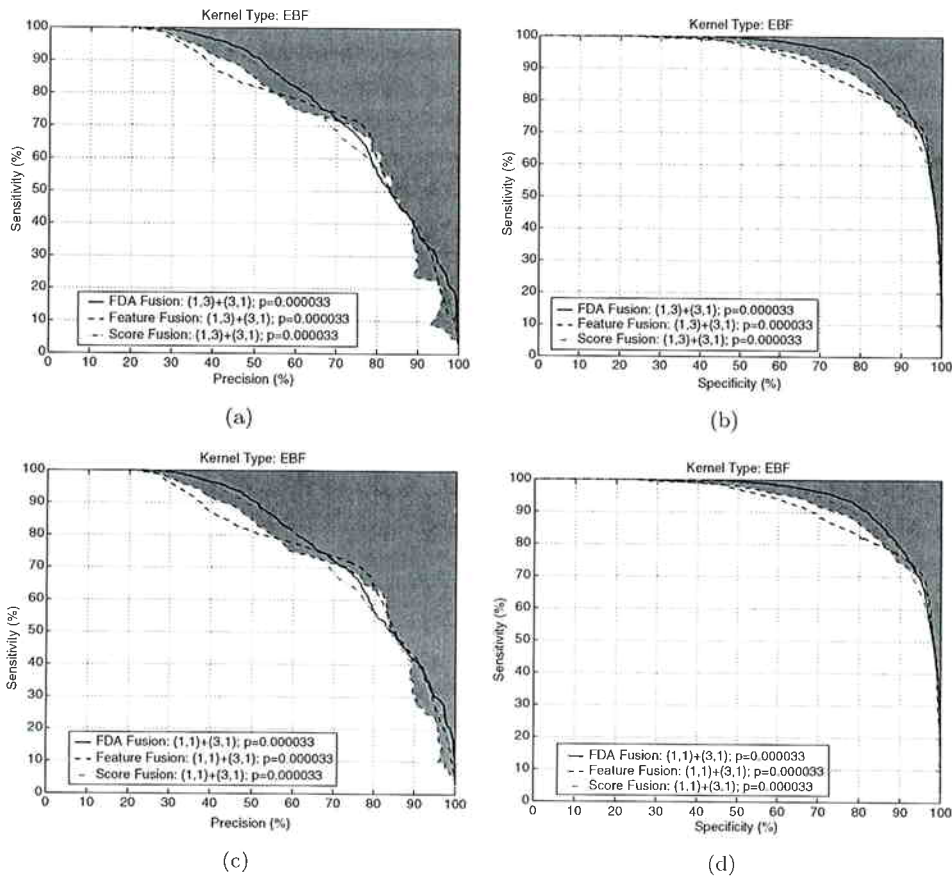 Kernel Type: EBF
100
90
80
70
60
50
40
30
20
10
0
Sensitivity (%)
FDA Fusion: (1,3)+(3,1); p=0.000033
Feature Fusion: (1,3)+(3,1); p=0.000033
Score Fusion: (1,3)+(3,1); p=0.000033
0 10 20 30 40 50 60 70 80 90 100
Precision (%)
(a)
Kernel Type: EBF
100
90
80
70
60
50
40
30
20
10
0
Sensitivity (%)
FDA Fusion: (1,3)+(3,1); p=0.000033
Feature Fusion: (1,3)+(3,1); p=0.000033
Score Fusion: (1,3)+(3,1); p=0.000033
0 10 20 30 40 50 60 70 80 90 100
Specificity (%)
(b)
Kernel Type: EBF
100
90
80
70
60
50
40
30
20
10
0
Sensitivity (%)
FDA Fusion: (1,1)+(3,1); p=0.000033
Feature Fusion: (1,1)+(3,1); p=0.000033
Score Fusion: (1,1)+(3,1); p=0.000033
0 10 20 30 40 50 60 70 80 90 100
Precision (%)
(c)
Kernel Type: EBF
100
90
80
70
60
50
40
30
20
10
0
Sensitivity (%)
FDA Fusion: (1,1)+(3,1); p=0.000033
Feature Fusion: (1,1)+(3,1); p=0.000033
Score Fusion: (1,1)+(3,1); p=0.000033
0 10 20 30 40 50 60 70 80 90 100
Specificity (%)
(d)